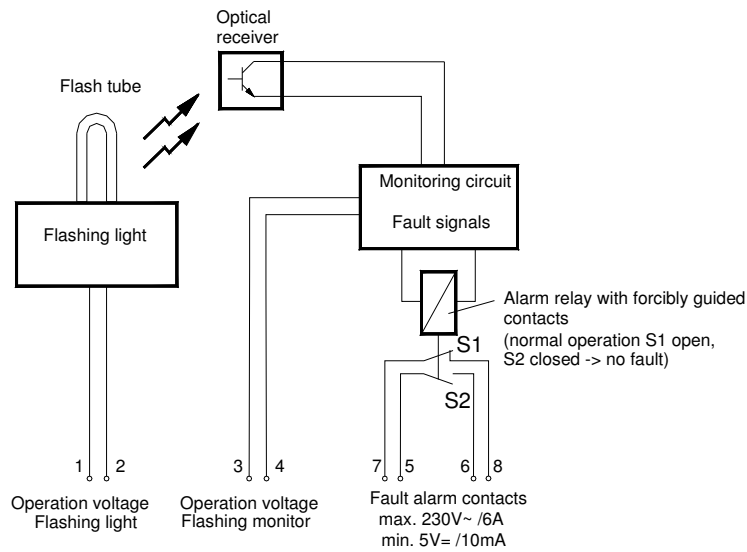 Optical
receiver
Flash tube
Monitoring circuit
Fault signals
Flashing light
Alarm relay with forcibly guided
contacts
(normal operation S1 open,
S2 closed -> no fault)
S1
S2
1 2
3 4
7 5 6 8
Operation voltage
Flashing light
Operation voltage
Flashing monitor
Fault alarm contacts
max. 230V~ /6A
min. 5V= /10mA